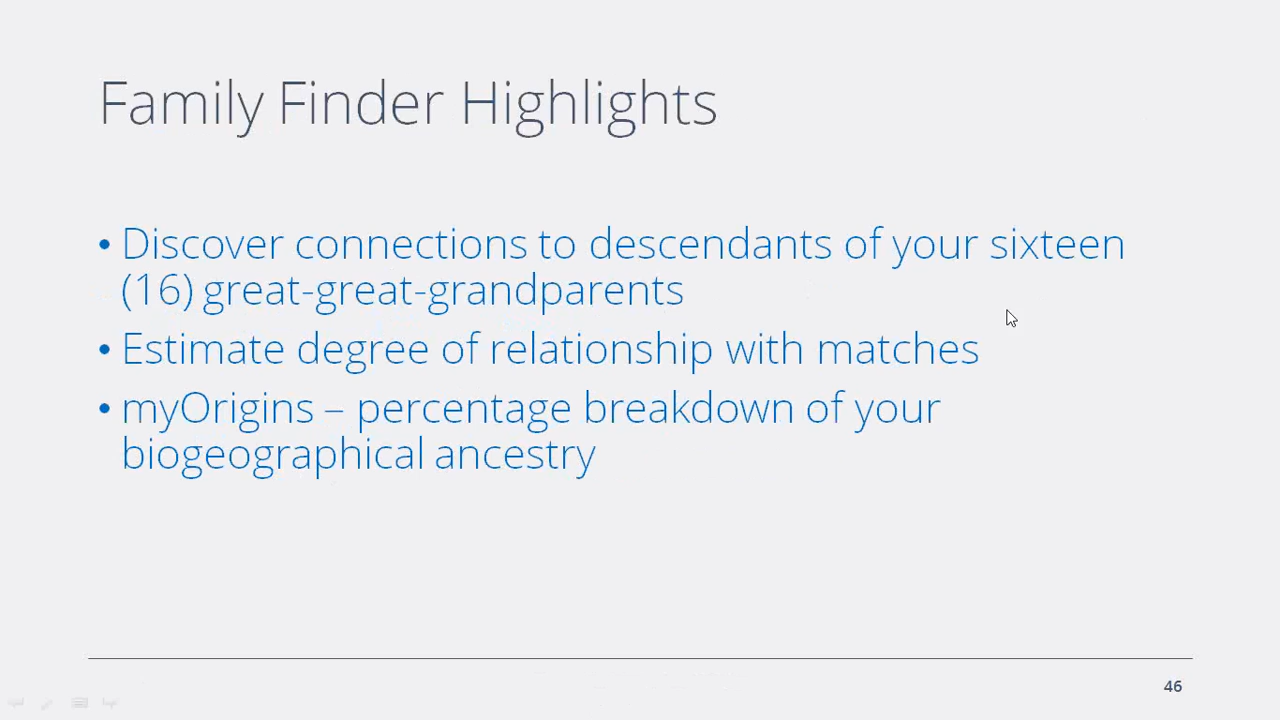 Family Finder Highlights
• Discover connections to descendants of your sixteen
(16) great-great-grandparents
• Estimate degree of relationship with matches
• myOrigins – percentage breakdown of your
biogeographical ancestry
46